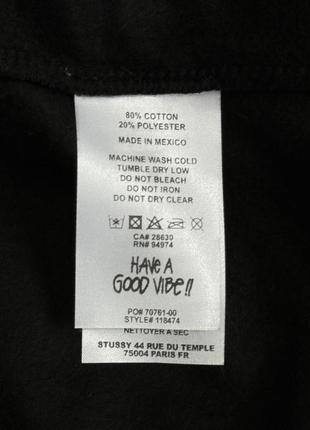 80% COTTON
20% POLYESTER
MADE IN MEXICO
MACHINE WASH COLD
TUMBLE DRY LOW
DO NOT BLEACH
DO NOT IRON
DO NOT DRY CLEAR
CA# 28630
RN# 94974
HAVE A
GOOD VIBE!!
PO# 70761-00
STYLE# 118474
NETTOYER A SEC
STUSSY 44 RUE DU TEMPLE
75004 PARIS FR